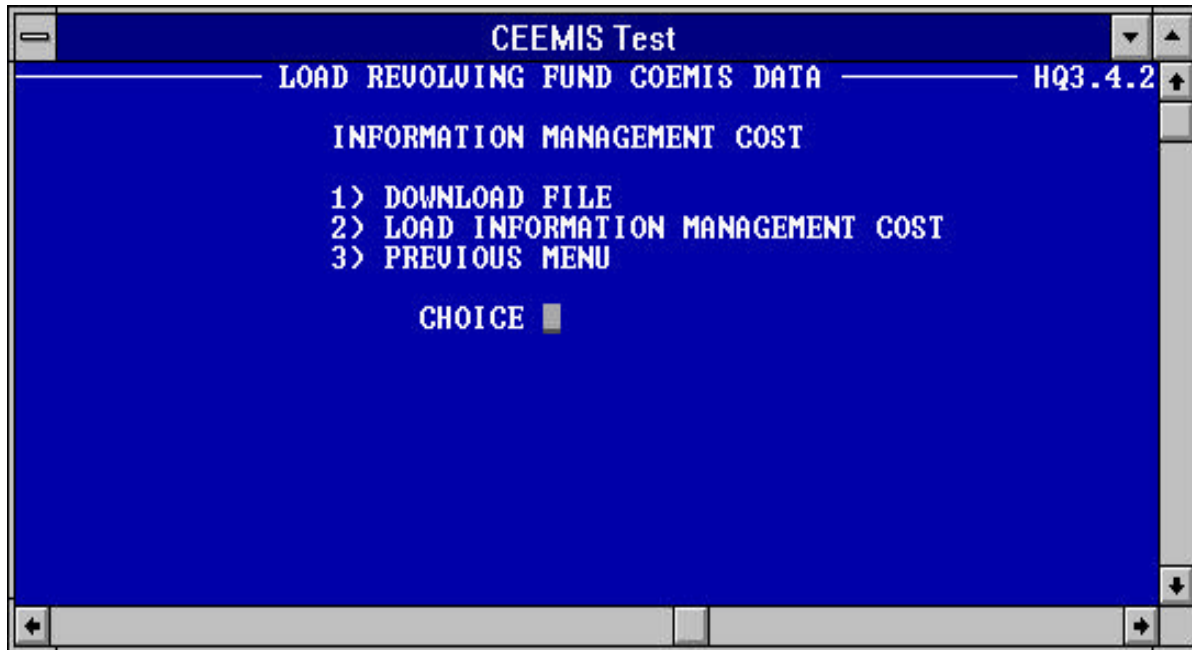 CEEMIS Test
LOAD REVOLVING FUND COEMIS DATA HQ3.4.2
INFORMATION MANAGEMENT COST
1) DOWNLOAD FILE
2) LOAD INFORMATION MANAGEMENT COST
3) PREVIOUS MENU
CHOICE